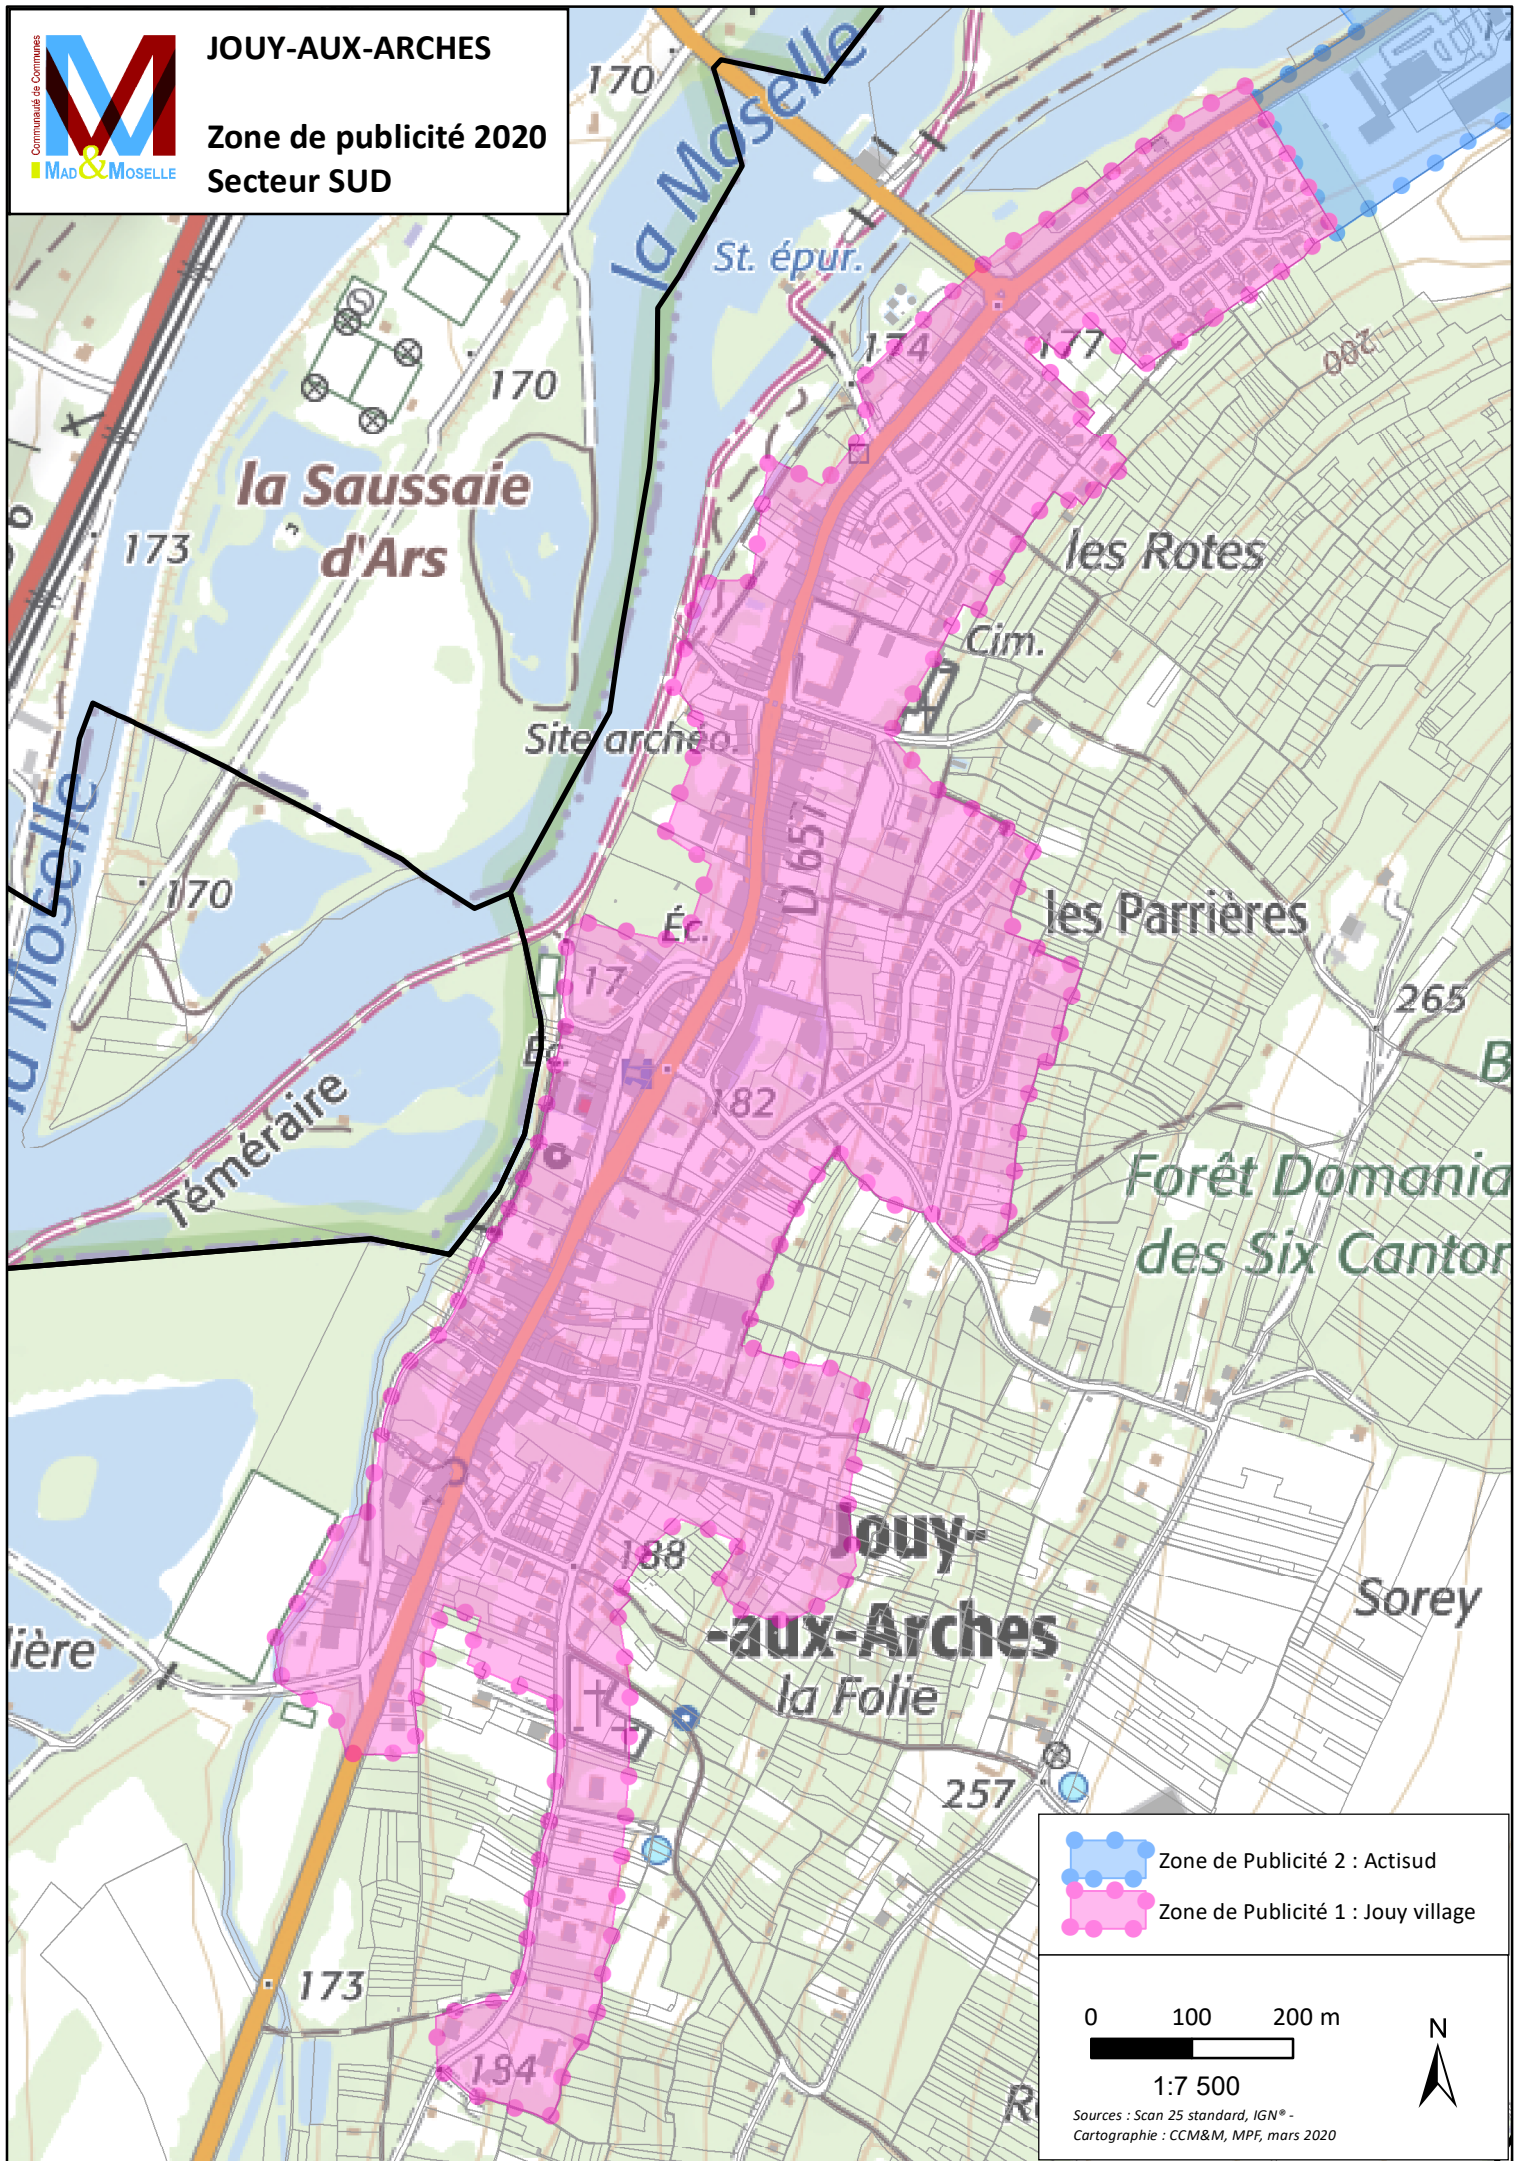 Communauté de Communes
MAD & MOSELLE
JOUY-AUX-ARCHES
Zone de publicité 2020
Secteur SUD
170
la Moselle
St. épur.
174
177
200
170
la Saussaie
d'Ars
173
les Rotes
Cim.
Site archéo.
D 657
la Moselle
170
Éc.
les Parrières
17
265
Éc.
182
Téméraire
Forêt Domania
des Six Canton
188
Jouy-
-aux-Arches
Sorey
ière
la Folie
257
173
184
Zone de Publicité 2 : Actisud
Zone de Publicité 1 : Jouy village
0 100 200 m
1:7 500
N
Sources : Scan 25 standard, IGN® -
Cartographie : CCM&M, MPF, mars 2020